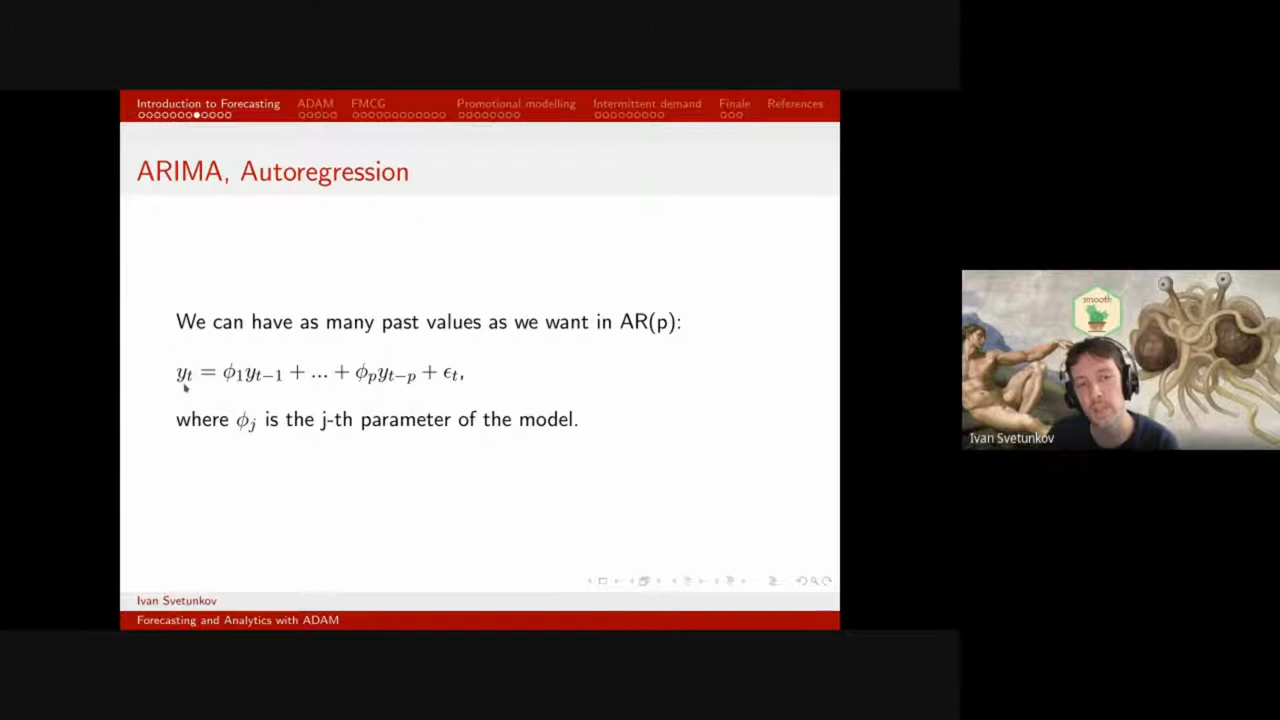 Introduction to Forecasting ADAM FMCG Promotional modelling Intermittent demand Finale References
ARIMA, Autoregression
We can have as many past values as we want in AR(p):
yₜ = ϕ₁yₜ₋₁ + ... + ϕₚyₜ₋ₚ + ϵₜ,
where ϕⱼ is the j-th parameter of the model.
Ivan Svetunkov
Forecasting and Analytics with ADAM
smooth
Ivan Svetunkov